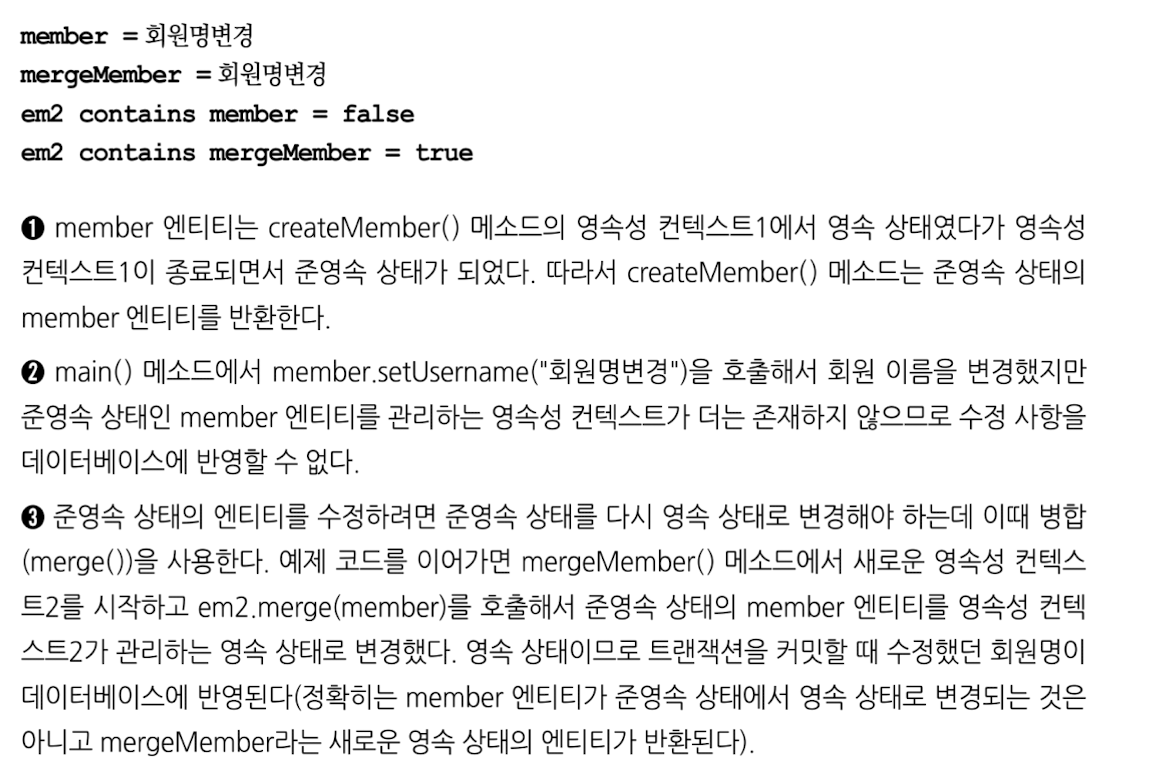 member = 회원명변경
mergeMember = 회원명변경
em2 contains member = false
em2 contains mergeMember = true
❶ member 엔티티는 createMember() 메소드의 영속성 컨텍스트1에서 영속 상태였다가 영속성
컨텍스트1이 종료되면서 준영속 상태가 되었다. 따라서 createMember() 메소드는 준영속 상태의
member 엔티티를 반환한다.
❷ main() 메소드에서 member.setUsername("회원명변경")을 호출해서 회원 이름을 변경했지만
준영속 상태인 member 엔티티를 관리하는 영속성 컨텍스트가 더는 존재하지 않으므로 수정 사항을
데이터베이스에 반영할 수 없다.
❸ 준영속 상태의 엔티티를 수정하려면 준영속 상태를 다시 영속 상태로 변경해야 하는데 이때 병합
(merge())을 사용한다. 예제 코드를 이어가면 mergeMember() 메소드에서 새로운 영속성 컨텍스
트2를 시작하고 em2.merge(member)를 호출해서 준영속 상태의 member 엔티티를 영속성 컨텍
스트2가 관리하는 영속 상태로 변경했다. 영속 상태이므로 트랜잭션을 커밋할 때 수정했던 회원명이
데이터베이스에 반영된다(정확히는 member 엔티티가 준영속 상태에서 영속 상태로 변경되는 것은
아니고 mergeMember라는 새로운 영속 상태의 엔티티가 반환된다).